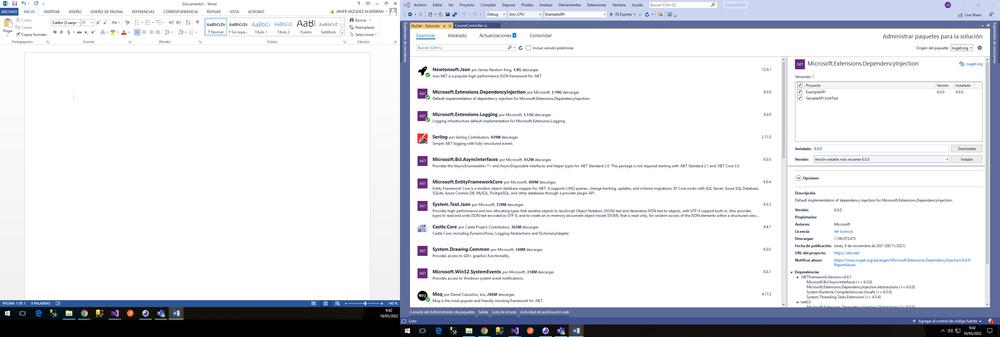 Documento1 - Word
ARCHIVO INICIO INSERTAR DISEÑO DISEÑO DE PÁGINA REFERENCIAS CORRESPONDENCIA REVISAR VISTA ACROBAT JAVIER VAZQUEZ ALBARRAN
Pegar
Cortar
Copiar
Copiar formato
Portapapeles
Calibri (Cuerp 11
N K S abc x₂ x²
Fuente
Párrafo
AaBbCcDc AaBbCcDc AaBbCc AaBbCcD AaBl AaBbCcD
¶ Normal ¶ Sin espa... Título 1 Título 2 Puesto Subtítulo
Estilos
Buscar
Reemplazar
Seleccionar
Edición
PÁGINA 1 DE 1 0 PALABRAS 140 %
9:42
10/05/2022
Archivo Editar Ver Proyecto Compilar Depurar Prueba Analizar Herramientas Extensiones Ventana Ayuda Buscar (Ctrl+Q) ExampleAPI JA
Debug Any CPU ExampleAPI IIS Express Live Share
Explorador de servidores
Explorador de soluciones
NuGet - Solución CourseController.cs
Examinar Instalado Actualizaciones 4 Consolidar
Administrar paquetes para la solución
Buscar (Ctrl+L) Incluir versión preliminar
Origen del paquete: nuget.org
Newtonsoft.Json por James Newton-King, 1,9G descargas 13.0.1
Json.NET is a popular high-performance JSON framework for .NET
.NET Microsoft.Extensions.DependencyInjection por Microsoft, 1,19G descargas 6.0.0
Default implementation of dependency injection for Microsoft.Extensions.DependencyInjection.
.NET Microsoft.Extensions.Logging por Microsoft, 1,13G descargas 6.0.0
Logging infrastructure default implementation for Microsoft.Extensions.Logging.
Serilog por Serilog Contributors, 439M descargas 2.11.0
Simple .NET logging with fully-structured events
.NET Microsoft.Bcl.AsyncInterfaces por Microsoft, 412M descargas 6.0.0
Provides the IAsyncEnumerable<T> and IAsyncDisposable interfaces and helper types for .NET Standard 2.0. This package is not required starting with .NET Standard 2.1 and .NET Core 3.0.
.NET Microsoft.EntityFrameworkCore por Microsoft, 409M descargas 6.0.4
Entity Framework Core is a modern object-database mapper for .NET. It supports LINQ queries, change tracking, updates, and schema migrations. EF Core works with SQL Server, Azure SQL Database,
SQLite, Azure Cosmos DB, MySQL, PostgreSQL, and other databases through a provider plugin API.
.NET System.Text.Json por Microsoft, 378M descargas 6.0.3
Provides high-performance and low-allocating types that serialize objects to JavaScript Object Notation (JSON) text and deserialize JSON text to objects, with UTF-8 support built-in. Also provides
types to read and write JSON text encoded as UTF-8, and to create an in-memory document object model (DOM), that is read-only, for random access of the JSON elements within a structured view...
Castle.Core por Castle Project Contributors, 363M descargas 4.4.1
Castle Core, including DynamicProxy, Logging Abstractions and DictionaryAdapter
.NET System.Drawing.Common por Microsoft, 348M descargas 6.0.0
Provides access to GDI+ graphics functionality.
.NET Microsoft.Win32.SystemEvents por Microsoft, 318M descargas 6.0.1
Provides access to Windows system event notifications.
Moq por Daniel Cazzulino, kzu, 286M descargas 4.17.2
Moq is the most popular and friendly mocking framework for .NET.
.NET Microsoft.Extensions.DependencyInjection nuget.org
Versiones: 1
Proyecto Versión Instalado
ExampleAPI 6.0.0 6.0.0
SampleAPI.UnitTest
Instalado: 6.0.0 Desinstalar
Versión: Versión estable más reciente 6.0.0 Instalar
Opciones
Descripción
Default implementation of dependency injection for Microsoft.Extensions.DependencyInjection.
Versión: 6.0.0
Propietarios:
Autores: Microsoft
Licencia: Ver licencia
Descargas: 1.190.973.475
Fecha de publicación: lunes, 8 de noviembre de 2021 (08/11/2021)
URL del proyecto: https://dot.net/
Notificar abuso: https://www.nuget.org/packages/Microsoft.Extensions.DependencyInjection/6.0.0/
ReportAbuse
Dependencias
.NETFramework,Version=v4.6.1
Microsoft.Bcl.AsyncInterfaces (>= 6.0.0)
Microsoft.Extensions.DependencyInjection.Abstractions (>= 6.0.0)
System.Runtime.CompilerServices.Unsafe (>= 6.0.0)
System.Threading.Tasks.Extensions (>= 4.5.4)
net6.0
Microsoft.Extensions.DependencyInjection.Abstractions (>= 6.0.0)
Consola del Administrador de paquetes Salida Lista de errores Actividad de publicación web
Listo Agregar al control de código fuente 1
9:42
10/05/2022